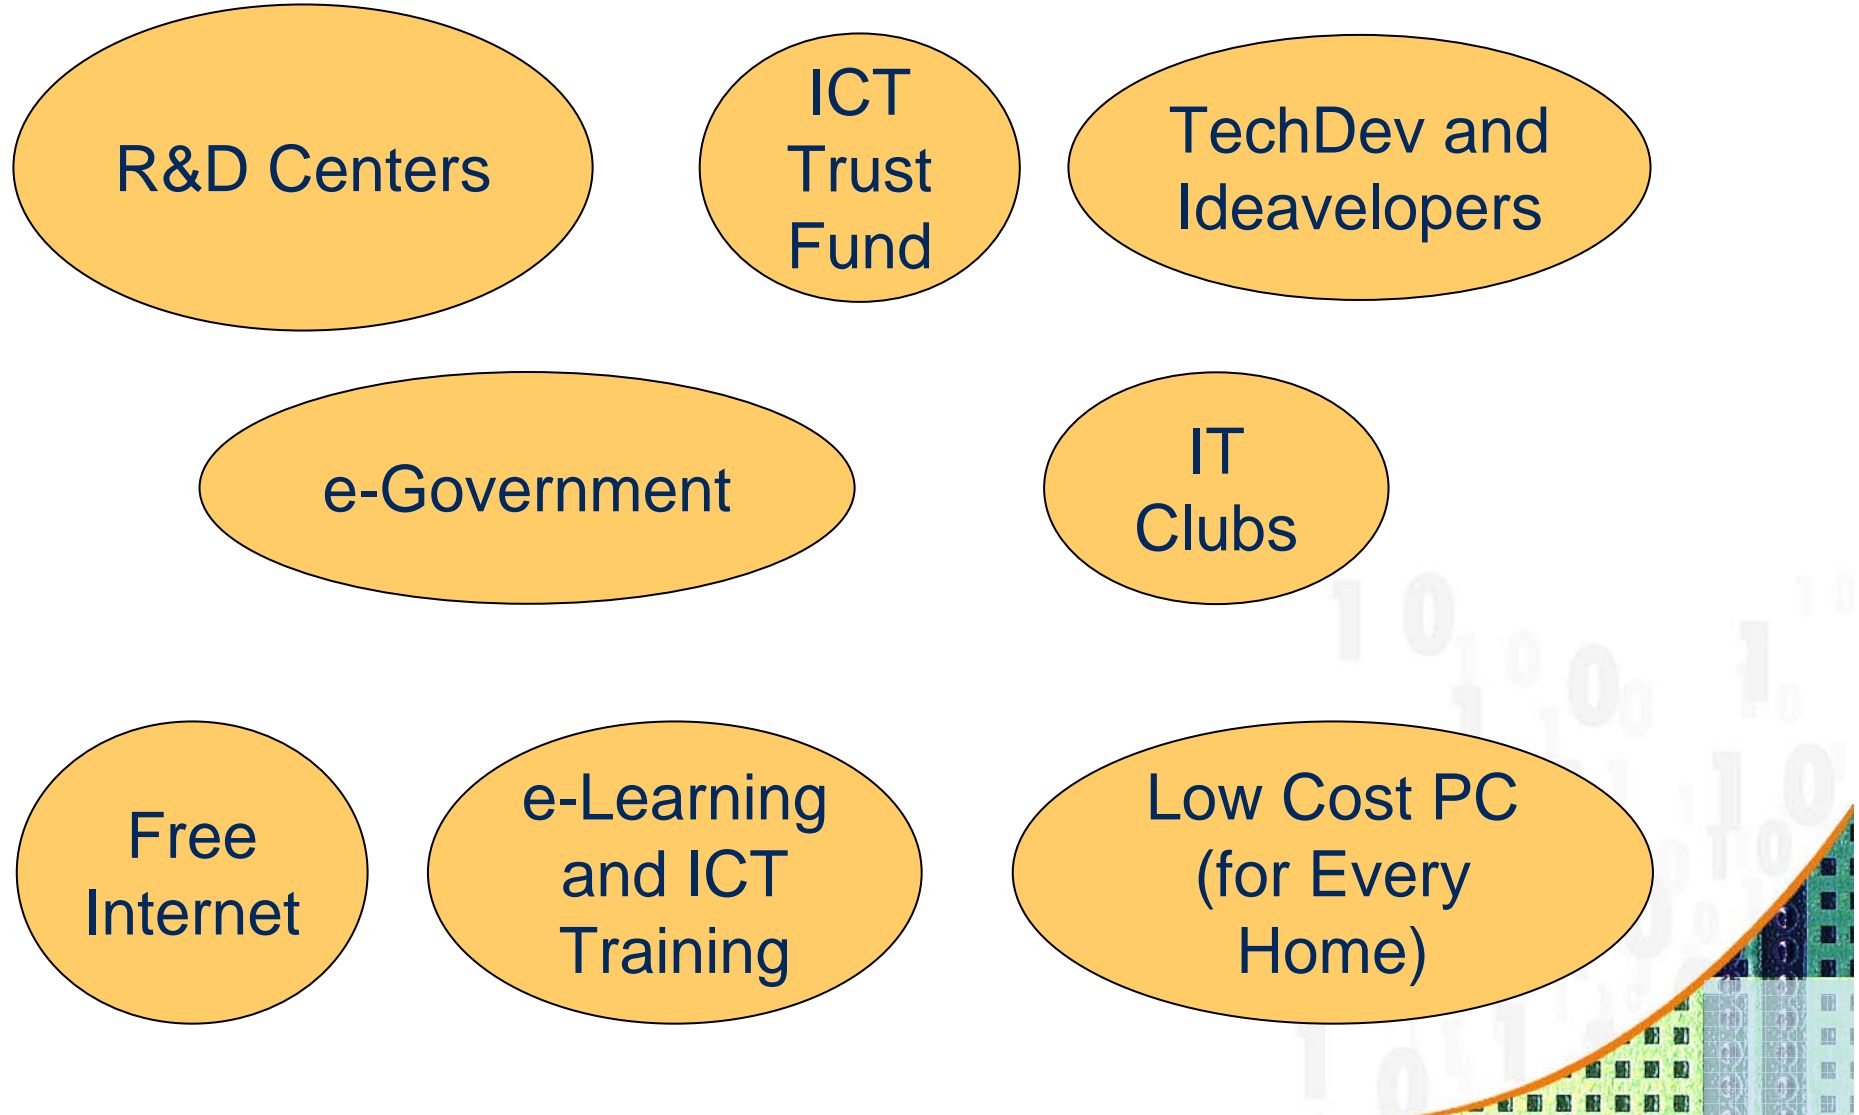 R&D Centers
ICT
Trust
Fund
TechDev and
Ideavelopers
e-Government
IT
Clubs
Free
Internet
e-Learning
and ICT
Training
Low Cost PC
(for Every
Home)